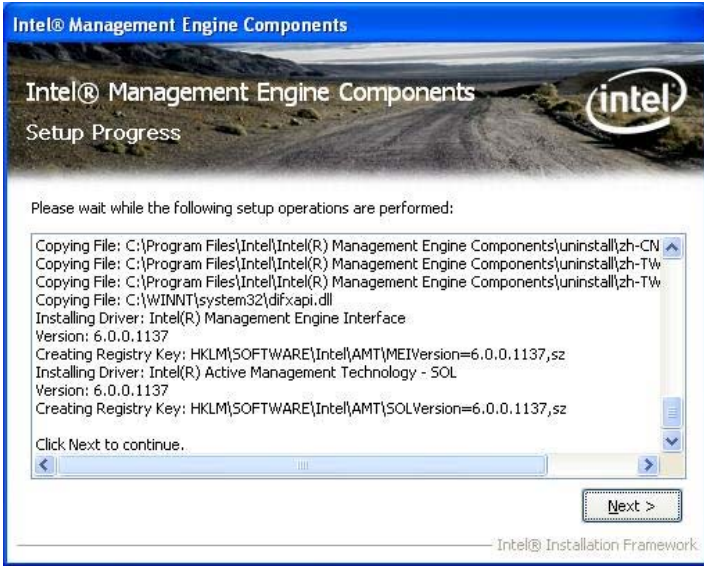 Intel® Management Engine Components
Intel® Management Engine Components
Setup Progress
intel
Please wait while the following setup operations are performed:
Copying File: C:\Program Files\Intel\Intel(R) Management Engine Components\uninstall\zh-CN
Copying File: C:\Program Files\Intel\Intel(R) Management Engine Components\uninstall\zh-TW
Copying File: C:\Program Files\Intel\Intel(R) Management Engine Components\uninstall\zh-TW
Copying File: C:\WINNT\system32\difxapi.dll
Installing Driver: Intel(R) Management Engine Interface
Version: 6.0.0.1137
Creating Registry Key: HKLM\SOFTWARE\Intel\AMT\MEIVersion=6.0.0.1137,sz
Installing Driver: Intel(R) Active Management Technology - SOL
Version: 6.0.0.1137
Creating Registry Key: HKLM\SOFTWARE\Intel\AMT\SOLVersion=6.0.0.1137,sz
Click Next to continue.
Next >
Intel® Installation Framework